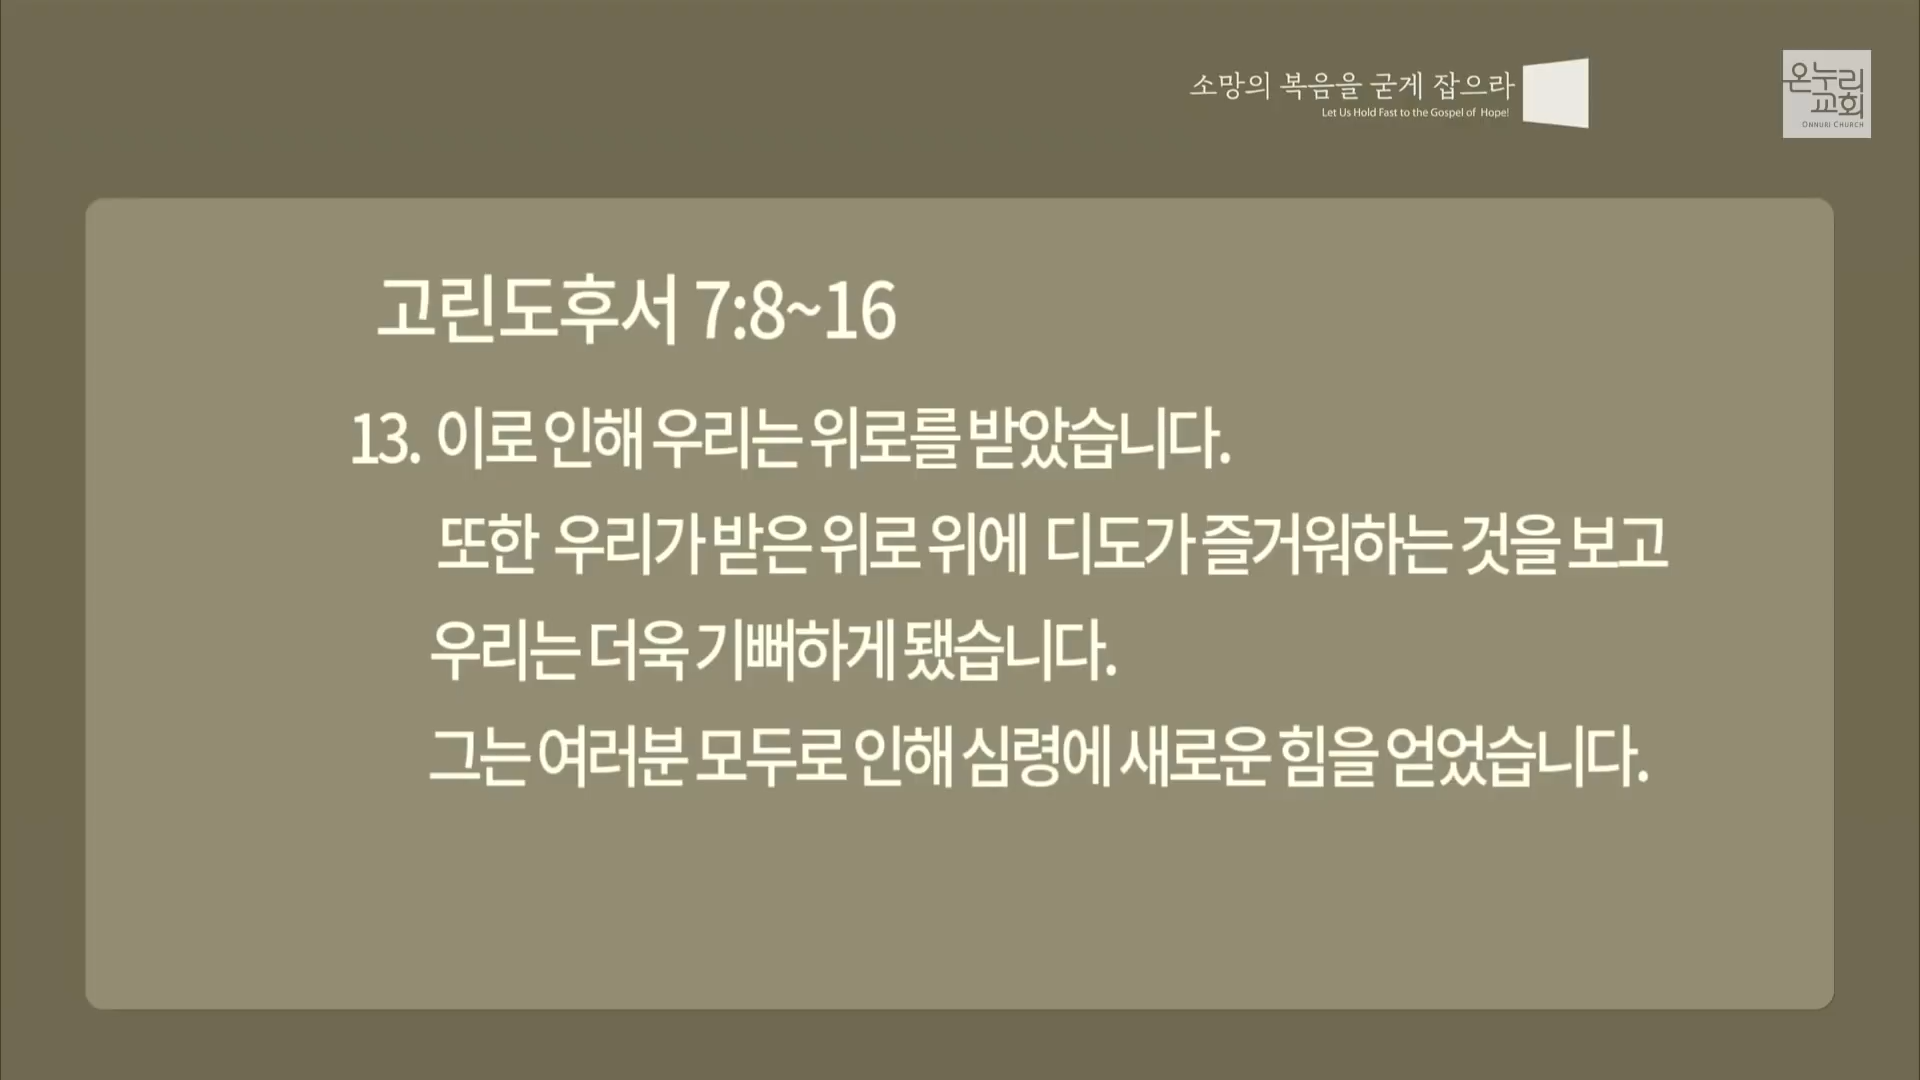 소망의 복음을 굳게 잡으라
Let Us Hold Fast to the Gospel of Hope!
온누리
교회
ONNURI CHURCH
고린도후서 7:8~16
13. 이로 인해 우리는 위로를 받았습니다.
또한 우리가 받은 위로 위에 디도가 즐거워하는 것을 보고
우리는 더욱 기뻐하게 됐습니다.
그는 여러분 모두로 인해 심령에 새로운 힘을 얻었습니다.